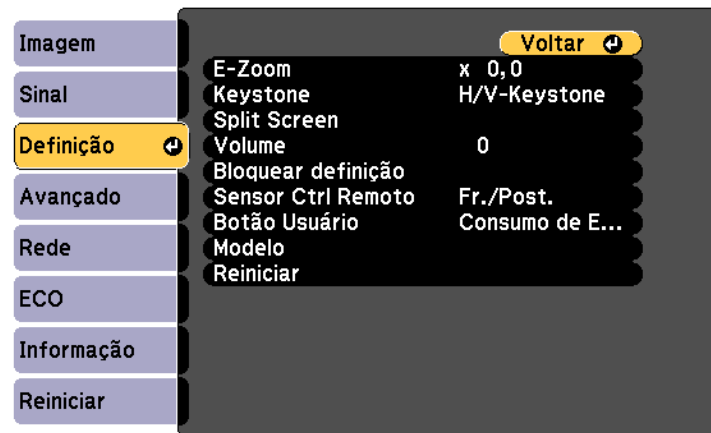 Imagem
Sinal
Definição
Avançado
Rede
ECO
Informação
Reiniciar
Voltar
E-Zoom x 0,0
Keystone H/V-Keystone
Split Screen
Volume 0
Bloquear definição
Sensor Ctrl Remoto Fr./Post.
Botão Usuário Consumo de E...
Modelo
Reiniciar